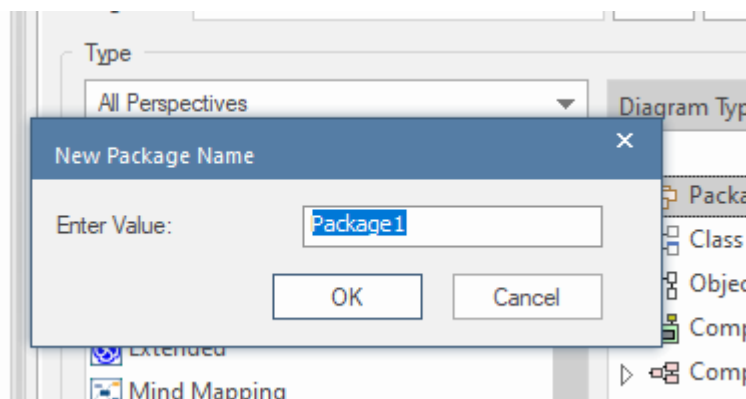 Type
All Perspectives
Diagram Typ
New Package Name
Enter Value:
Package1
OK
Cancel
Packa
Class
Objec
Comp
Comp
Extended
Mind Mapping